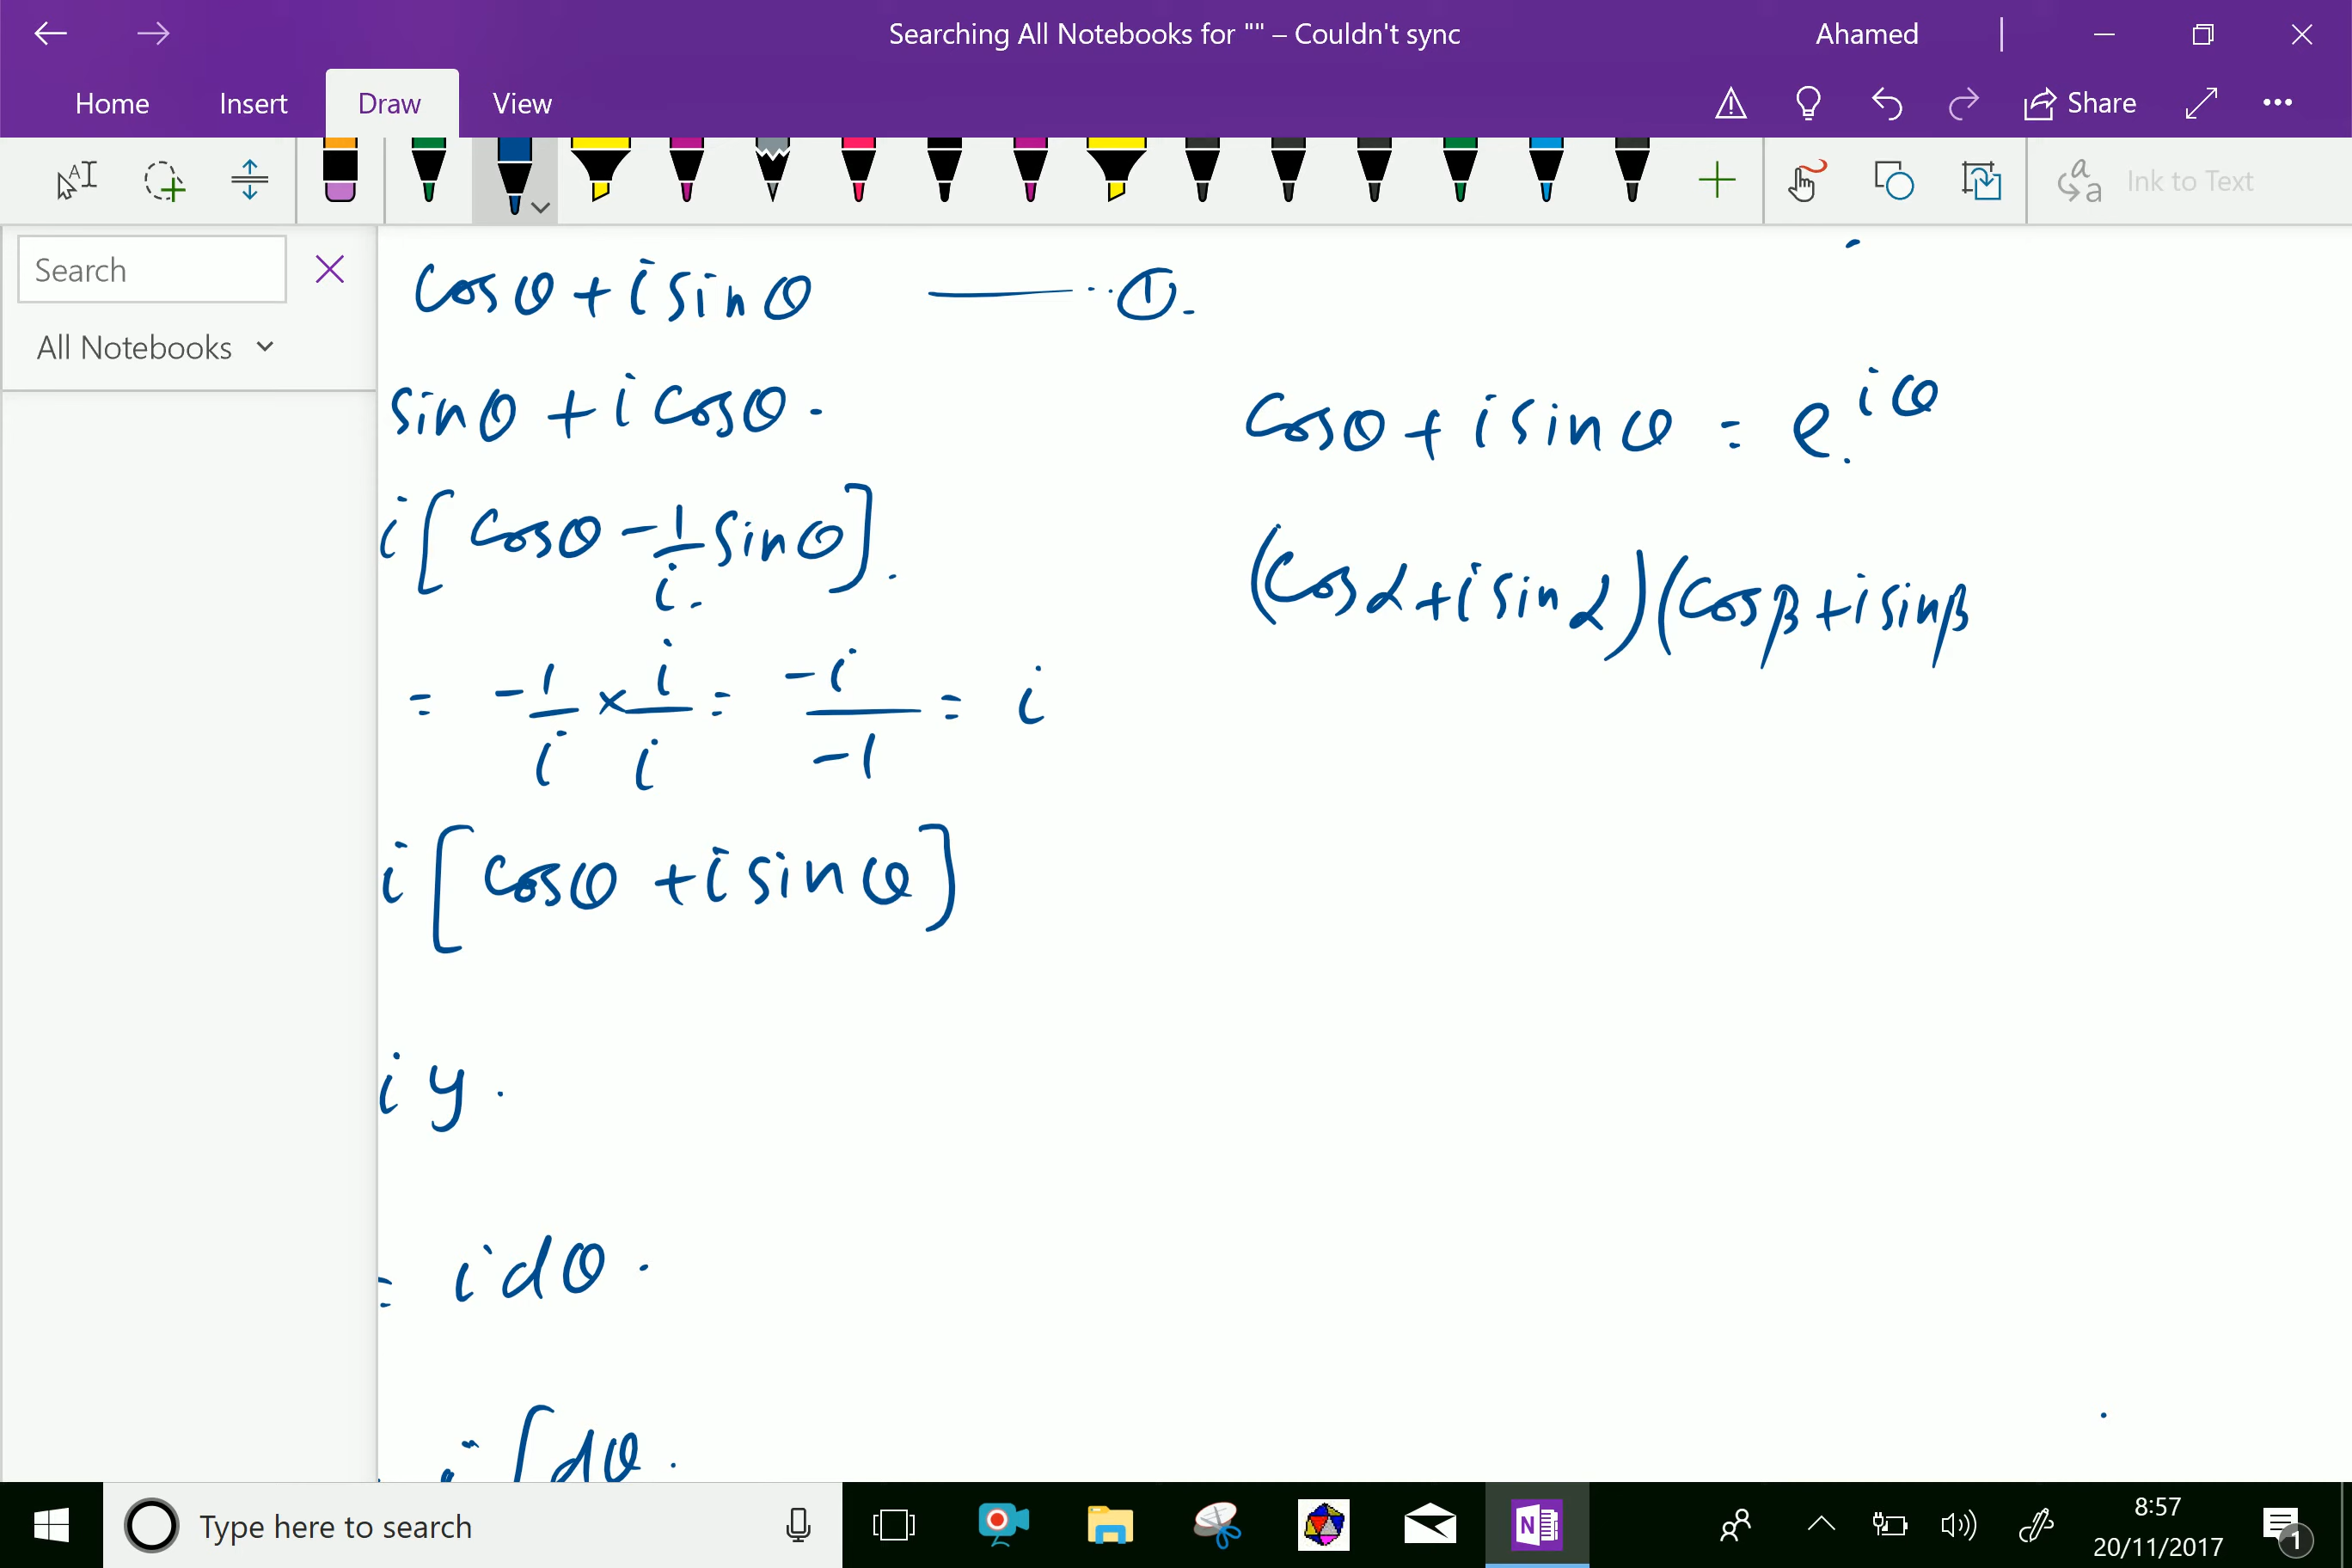 Searching All Notebooks for "" – Couldn't sync
Ahamed
Home Insert Draw View
Share
Ink to Text
Search
All Notebooks
cosθ + i sinθ ——— ①.
sinθ + i cosθ.
i[cosθ - 1/i sinθ].
= -1/i × i/i = -i/-1 = i
i[cosθ + i sinθ]
iy.
= i dθ.
i ∫dθ.
cosθ + i sinθ = e^iθ
(cosα + i sinα)(cosβ + i sinβ
Type here to search
8:57
20/11/2017
1